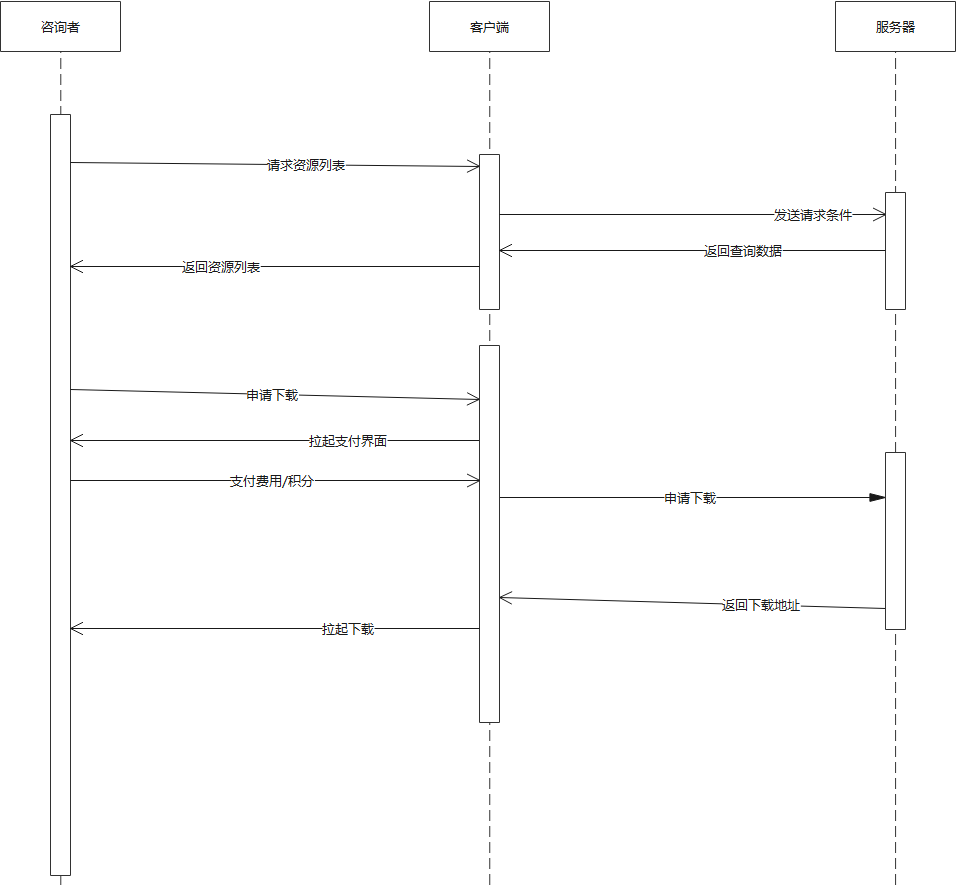 咨询者
客户端
服务器
请求资源列表
发送请求条件
返回查询数据
返回资源列表
申请下载
拉起支付界面
支付费用/积分
申请下载
返回下载地址
拉起下载